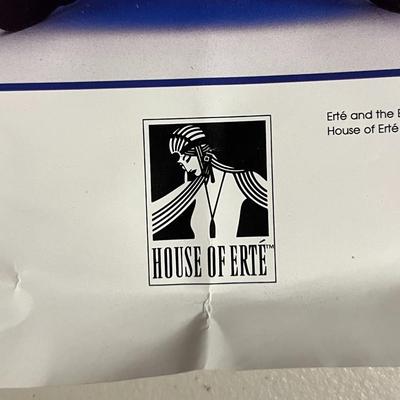 Erté and the
House of Erté
HOUSE OF ERTÉ™